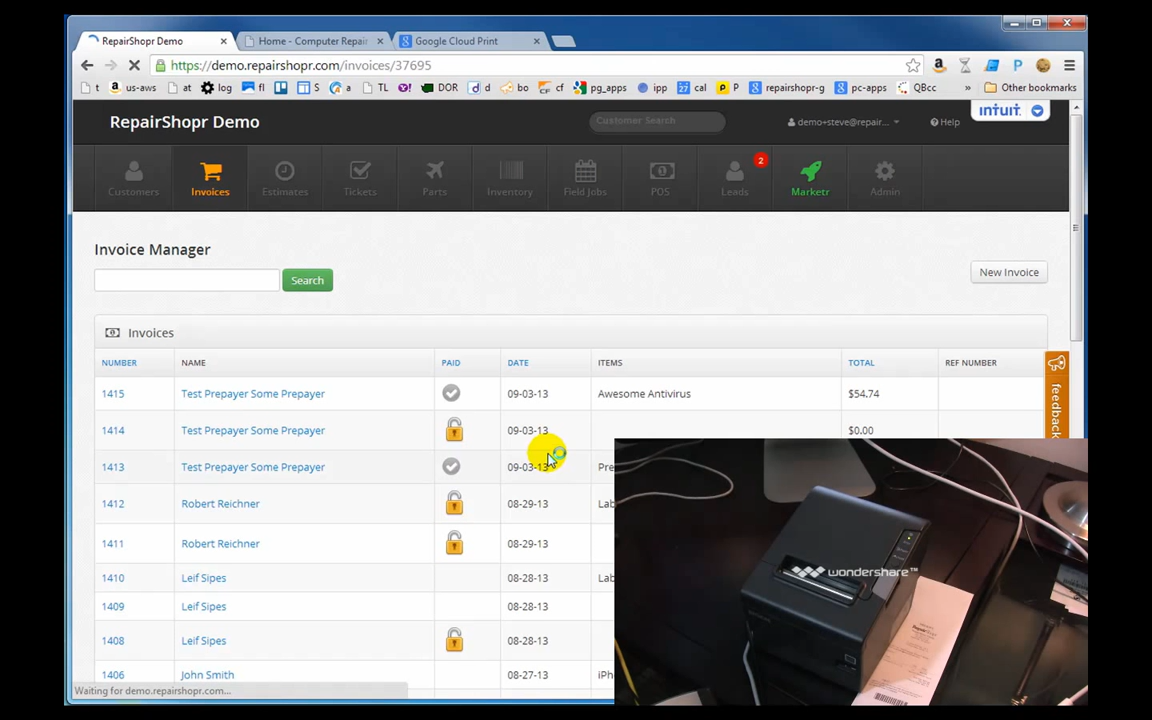 RepairShopr Demo
Home - Computer Repair
Google Cloud Print
https://demo.repairshopr.com/invoices/37695
t us-aws at log fl S a TL DOR d bo cf pg_apps ipp cal P repairshopr-g pc-apps QBcc » Other bookmarks
RepairShopr Demo
Customer Search
demo+steve@repair...
Help
intuit.
Customers
Invoices
Estimates
Tickets
Parts
Inventory
Field Jobs
POS
Leads
2
Marketr
Admin
Invoice Manager
Search
New Invoice
Invoices
NUMBER NAME PAID DATE ITEMS TOTAL REF NUMBER
1415 Test Prepayer Some Prepayer 09-03-13 Awesome Antivirus $54.74
1414 Test Prepayer Some Prepayer 09-03-13 $0.00
1413 Test Prepayer Some Prepayer 09-03-13 Pre
1412 Robert Reichner 08-29-13 Lab
1411 Robert Reichner 08-29-13
1410 Leif Sipes 08-28-13 Lab
1409 Leif Sipes 08-28-13
1408 Leif Sipes 08-28-13
1406 John Smith 08-27-13 iPh
feedback
wondershare™
Waiting for demo.repairshopr.com...